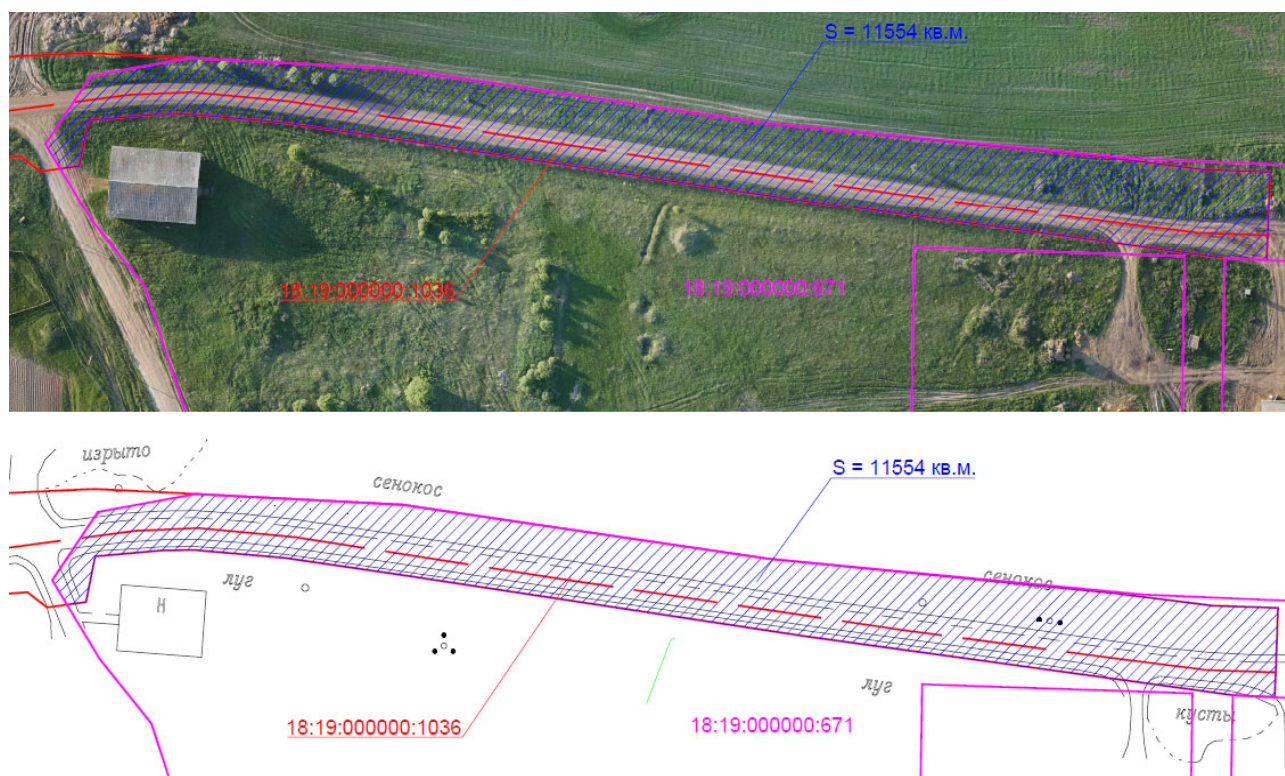 S = 11554 кв.м.
18:19:000000:1036
18:19:000000:671
изрыто
сенокос
S = 11554 кв.м.
сенокос
луг
Н
луг
кусты
18:19:000000:1036
18:19:000000:671